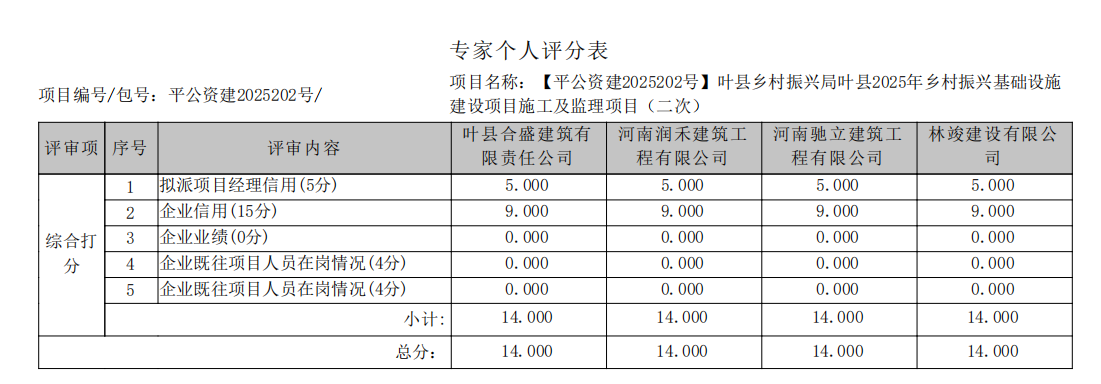 专家个人评分表
项目编号/包号: 平公资建2025202号/
项目名称: 【平公资建2025202号】叶县乡村振兴局叶县2025年乡村振兴基础设施
建设项目施工及监理项目（二次）
评审项 序号 评审内容 叶县合盛建筑有 河南润禾建筑工 河南驰立建筑工 林竣建设有限公
限责任公司 程有限公司 程有限公司 司
综合打
分
1 拟派项目经理信用(5分) 5.000 5.000 5.000 5.000
2 企业信用(15分) 9.000 9.000 9.000 9.000
3 企业业绩(0分) 0.000 0.000 0.000 0.000
4 企业既往项目人员在岗情况(4分) 0.000 0.000 0.000 0.000
5 企业既往项目人员在岗情况(4分) 0.000 0.000 0.000 0.000
小计: 14.000 14.000 14.000 14.000
总分: 14.000 14.000 14.000 14.000